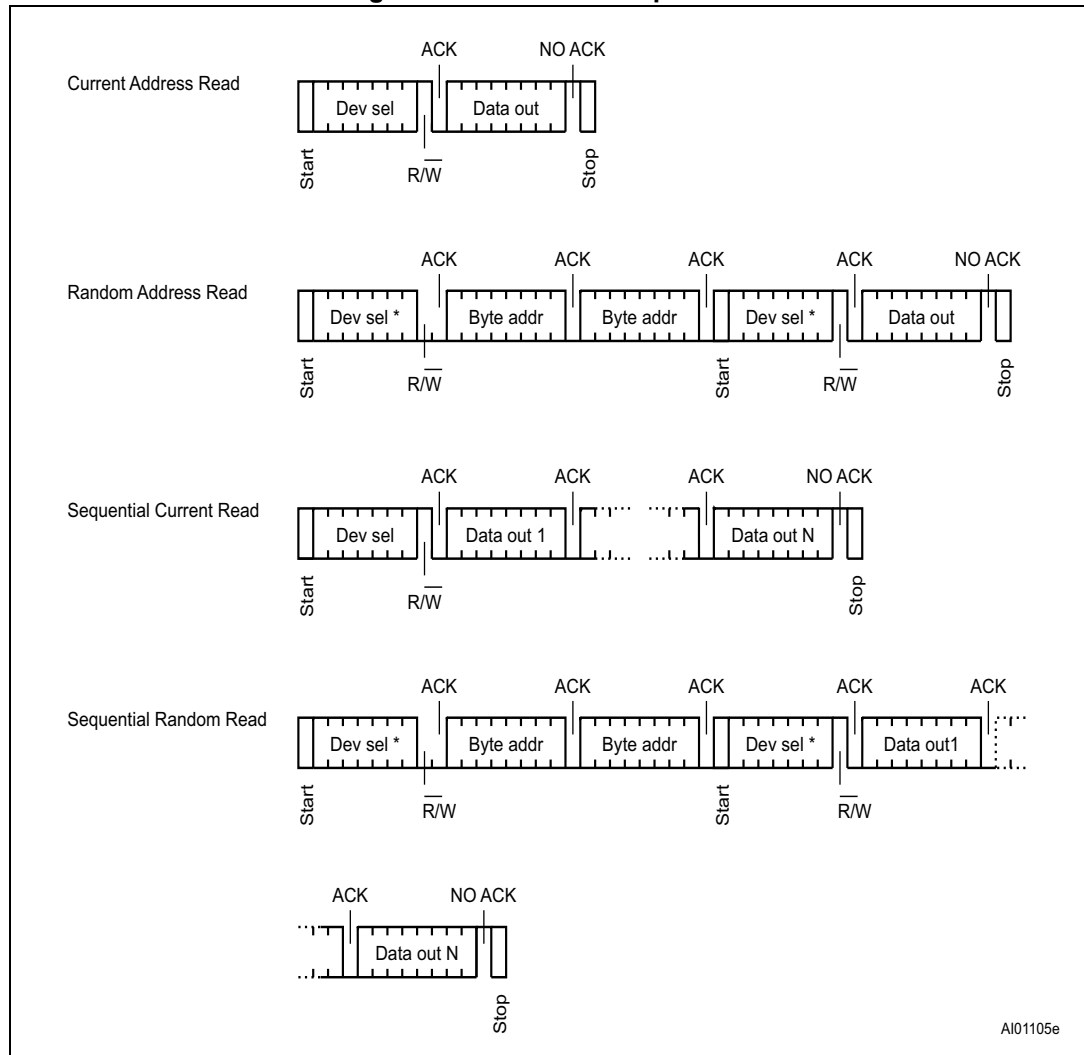 ACK NO ACK
Current Address Read
Dev sel Data out
Start R/W Stop
ACK ACK ACK ACK NO ACK
Random Address Read
Dev sel * Byte addr Byte addr Dev sel * Data out
Start R/W Start R/W Stop
ACK ACK ACK NO ACK
Sequential Current Read
Dev sel Data out 1 Data out N
Start R/W Stop
ACK ACK ACK ACK ACK
Sequential Random Read
Dev sel * Byte addr Byte addr Dev sel * Data out1
Start R/W Start R/W
ACK NO ACK
Data out N
Stop
AI01105e